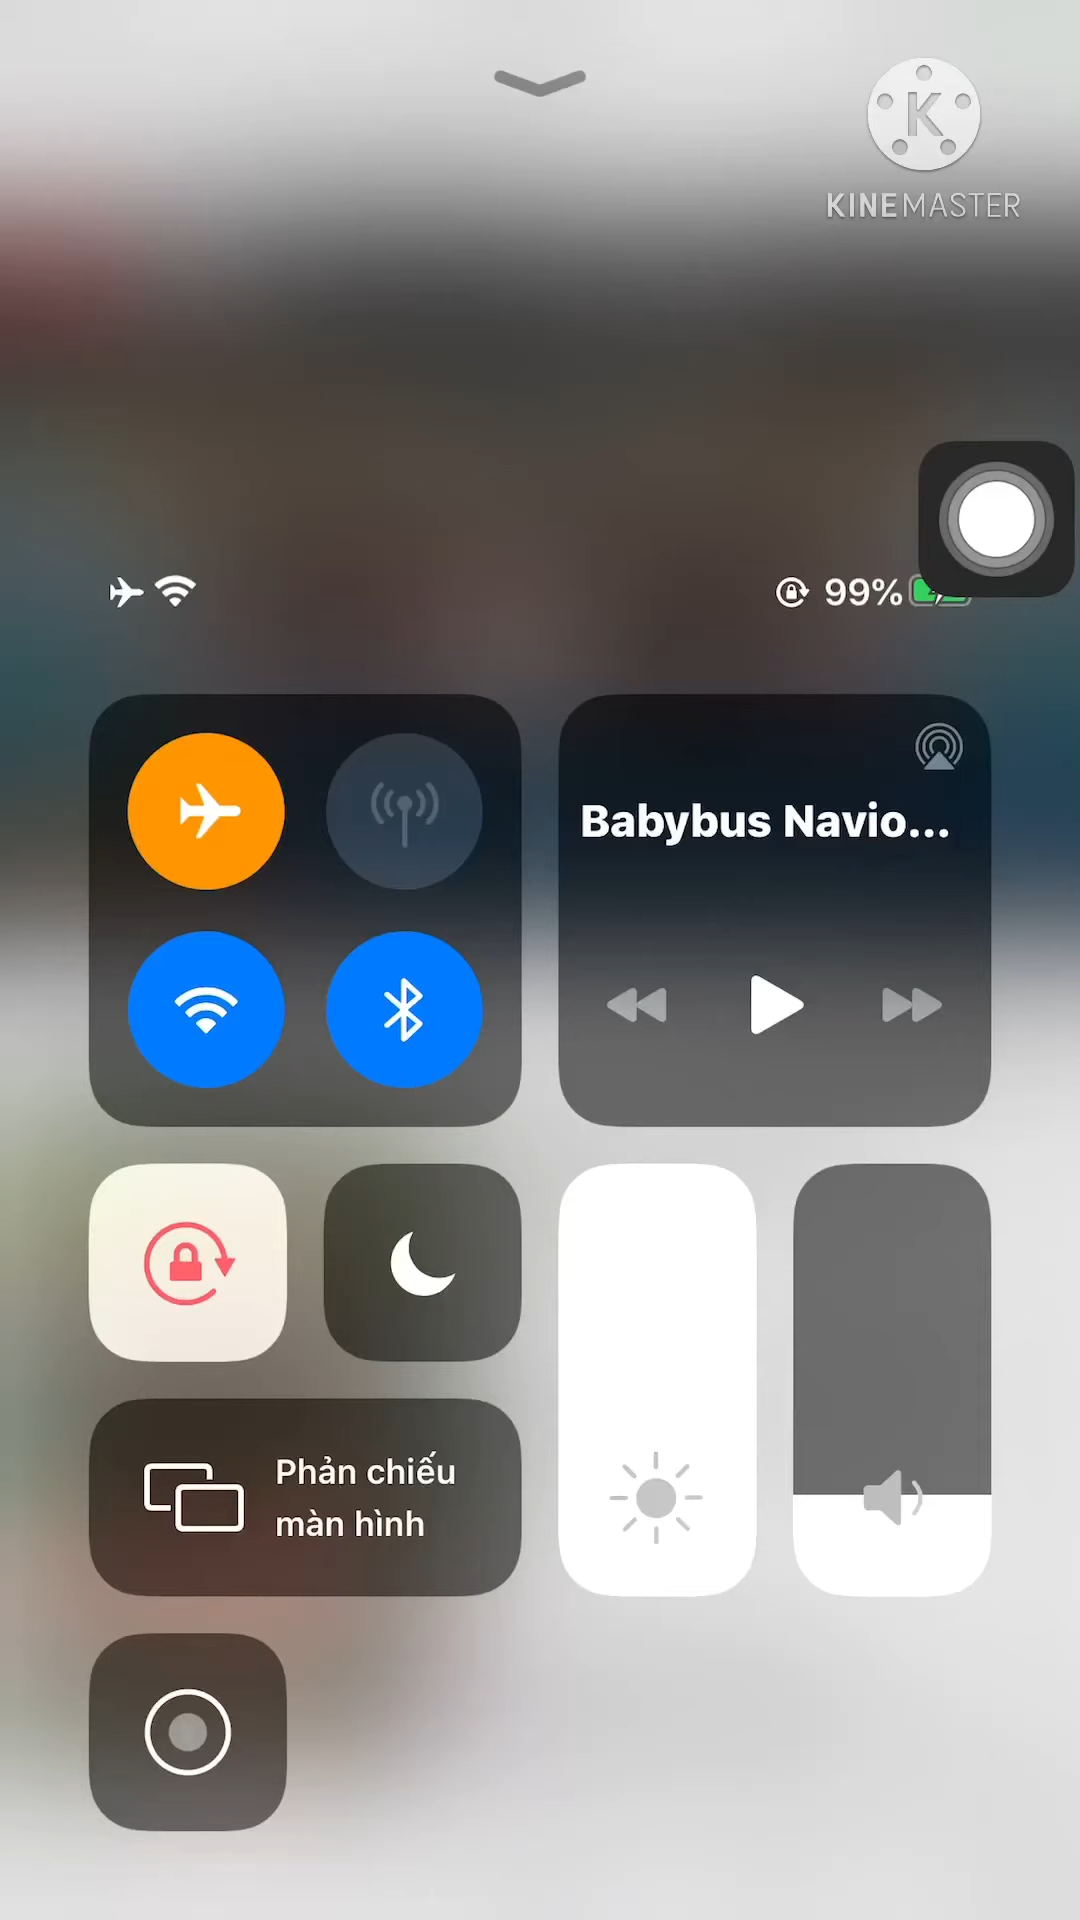 KINEMASTER
99%
Babybus Navio...
Phản chiếu
màn hình